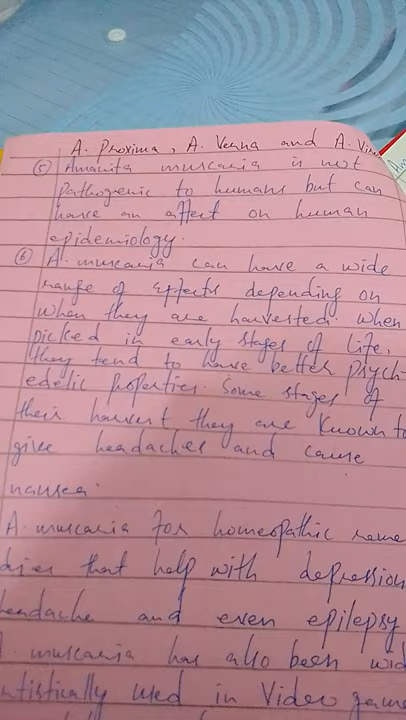 A. Proxima, A. Verna and A. Vir
⑤ Amanita muscaria is not
Pathogenic to humans but can
have an affect on human
epidemiology.
⑥ A. muscaria can have a wide
range of effects depending on
when they are harvested. When
picked in early stages of life,
they tend to have better psych-
edelic properties. Some stages of
their harvest they are known to
give headaches and cause
nausea.
A. muscaria for homeopathic reme
dies that help with depression
headache and even epilepsy
A. muscaria has also been wid
artistically used in Video game